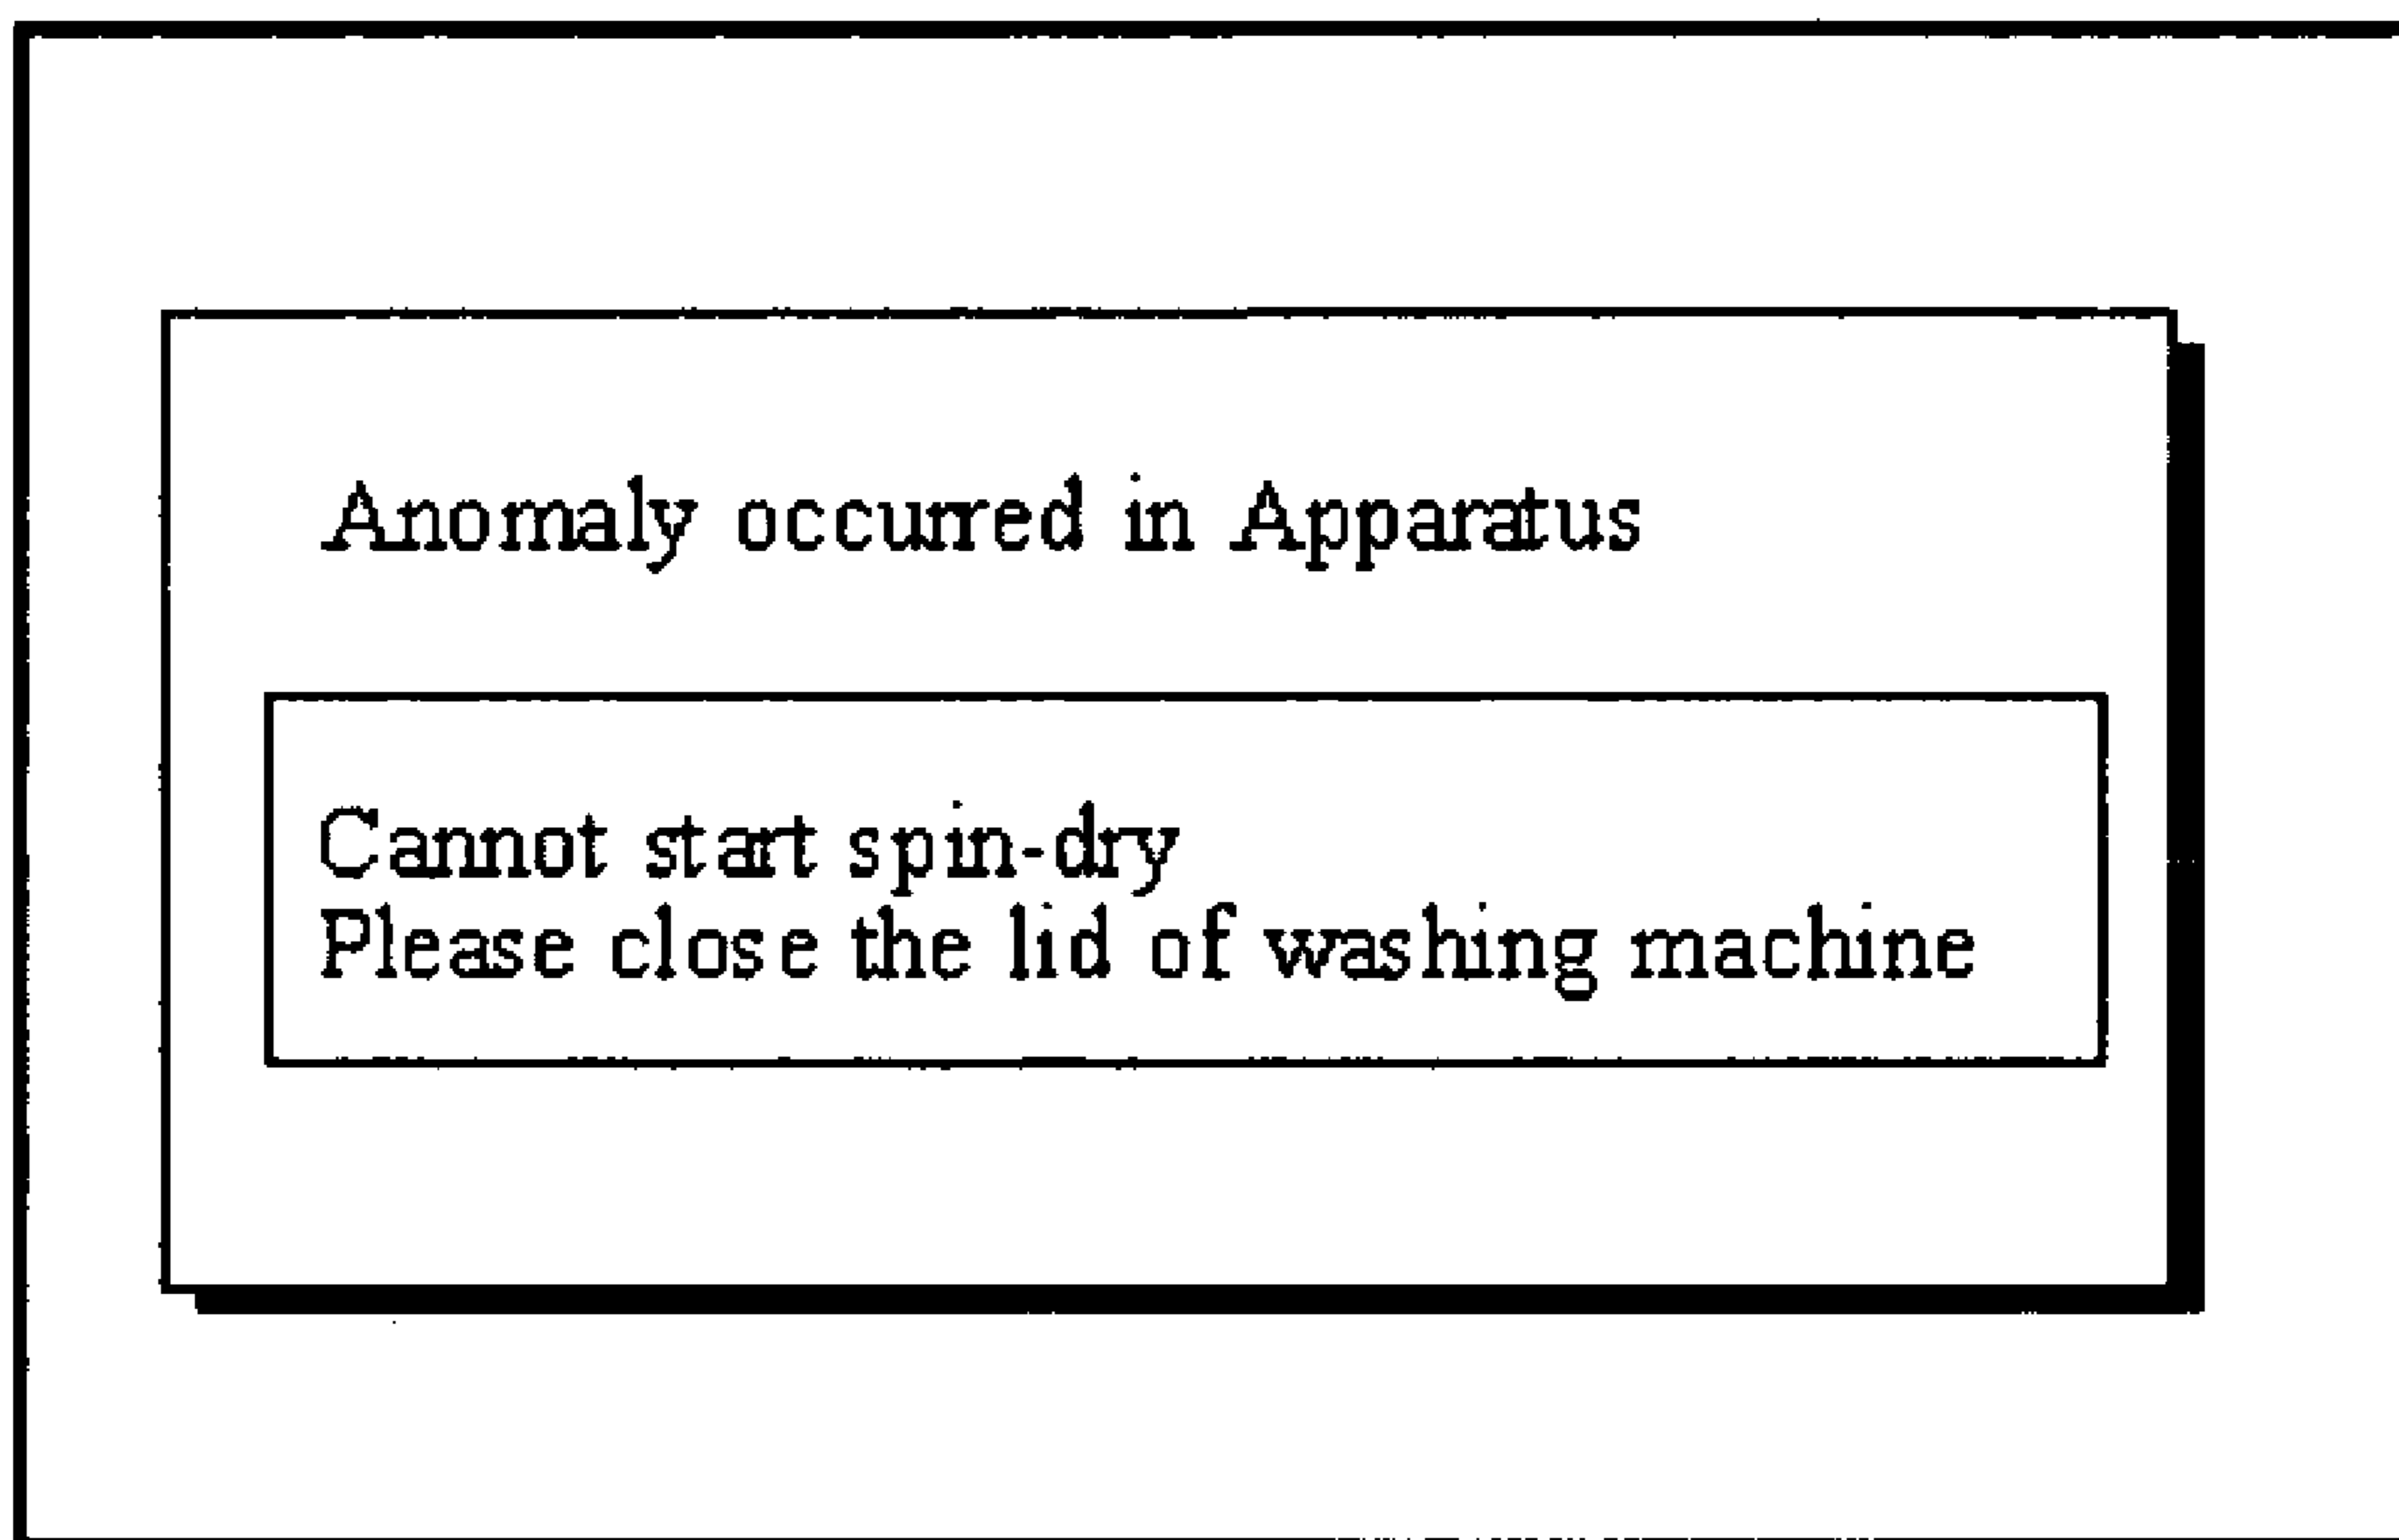 Anomaly occurred in Apparatus
Cannot start spin-dry
Please close the lid of washing machine